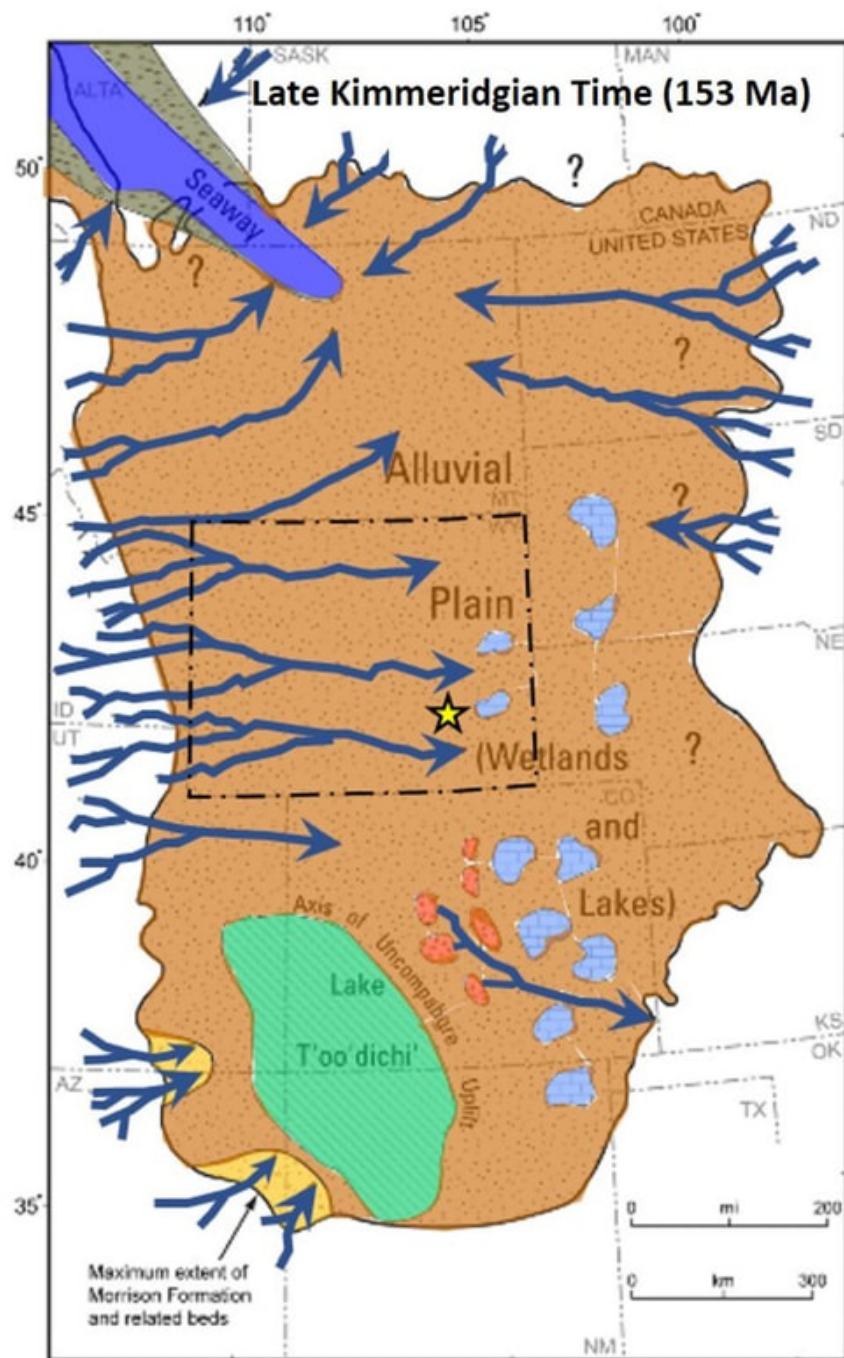 110°
105°
100°
SASK
MAN
Late Kimmeridgian Time (153 Ma)
ALTA
50°
?
Seaway
CANADA
UNITED STATES
ND
?
?
SD
Alluvial
?
45°
MT
WY
Plain
NE
ID
UT
(Wetlands
?
CO
and
40°
Lakes)
Axis of Uncompahgre Uplift
Lake
T'oo'dichi'
KS
OK
AZ
TX
35°
0 mi 200
Maximum extent of
Morrison Formation
and related beds
0 km 300
NM